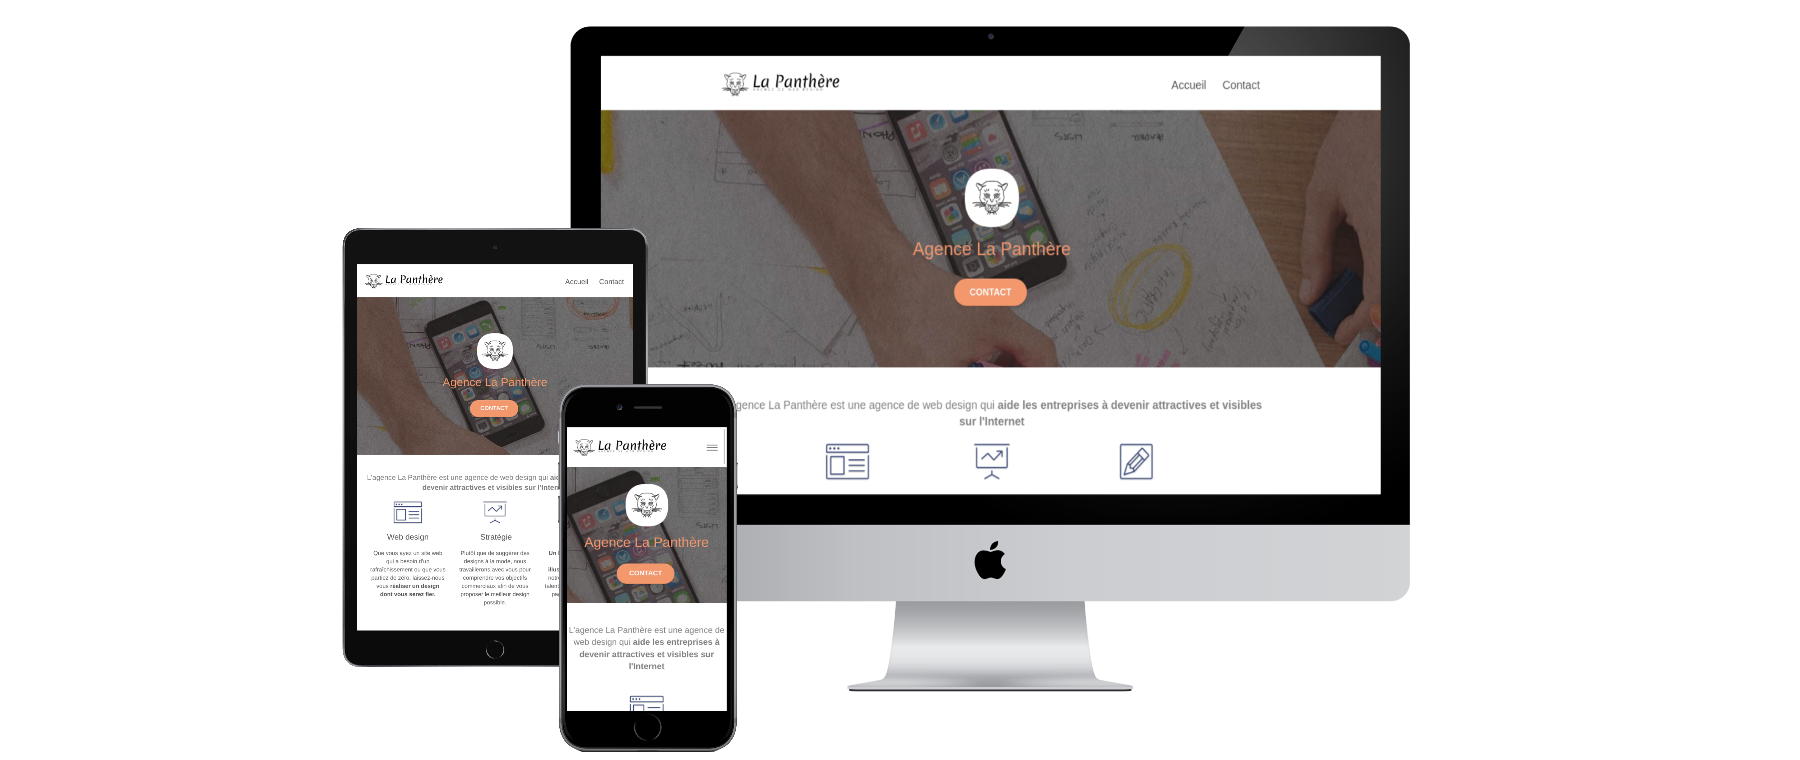 La Panthère
Accueil Contact
Agence La Panthère
CONTACT
gence La Panthère est une agence de web design qui aide les entreprises à devenir attractives et visibles
sur l'Internet
La Panthère
Accueil Contact
Agence La Panthère
CONTACT
L'agence La Panthère est une agence de web design qui
devenir attractives et visibles sur l'Intern
Web design Stratégie
Que vous ayez un site web
qui a besoin d'un
rafraîchissement ou que vous
partiez de zéro, laissez-nous
vous réaliser un design
dont vous serez fier.
Plutôt que de suggérer des
designs à la mode, nous
travaillerons avec vous pour
comprendre vos objectifs
commerciaux afin de vous
proposer le meilleur design
possible.
La Panthère
Agence La Panthère
CONTACT
L'agence La Panthère est une agence de
web design qui aide les entreprises à
devenir attractives et visibles sur
l'Internet